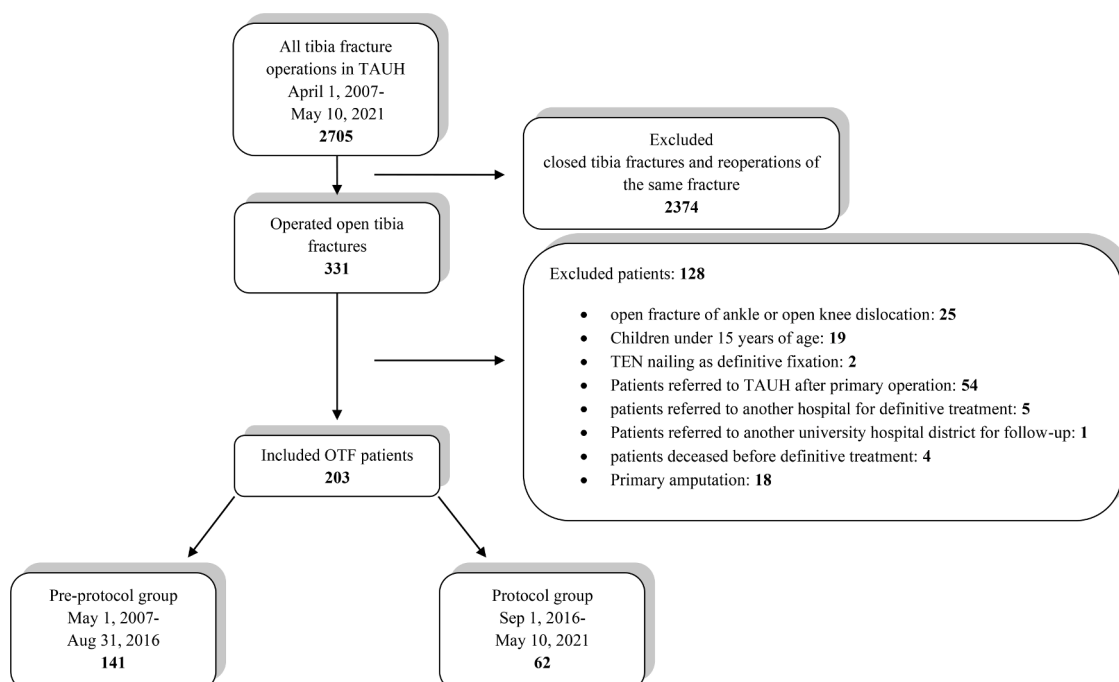 All tibia fracture
operations in TAUH
April 1, 2007-
May 10, 2021
2705
Excluded
closed tibia fractures and reoperations of
the same fracture
2374
Operated open tibia
fractures
331
Excluded patients: 128
• open fracture of ankle or open knee dislocation: 25
• Children under 15 years of age: 19
• TEN nailing as definitive fixation: 2
• Patients referred to TAUH after primary operation: 54
• patients referred to another hospital for definitive treatment: 5
• Patients referred to another university hospital district for follow-up: 1
• patients deceased before definitive treatment: 4
• Primary amputation: 18
Included OTF patients
203
Pre-protocol group
May 1, 2007-
Aug 31, 2016
141
Protocol group
Sep 1, 2016-
May 10, 2021
62